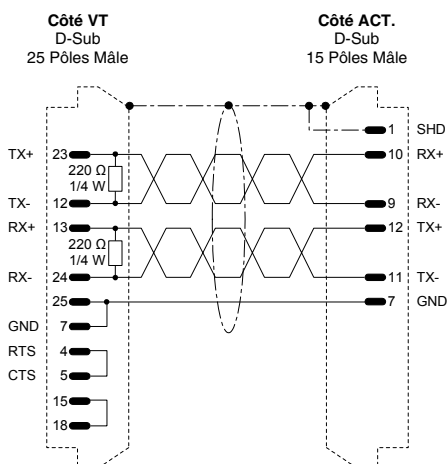 Côté VT
D-Sub
25 Pôles Mâle
Côté ACT.
D-Sub
15 Pôles Mâle
1 SHD
TX+ 23
10 RX+
220 Ω
1/4 W
TX- 12
9 RX-
RX+ 13
12 TX+
220 Ω
1/4 W
RX- 24
11 TX-
25
7 GND
GND 7
RTS 4
CTS 5
15
18